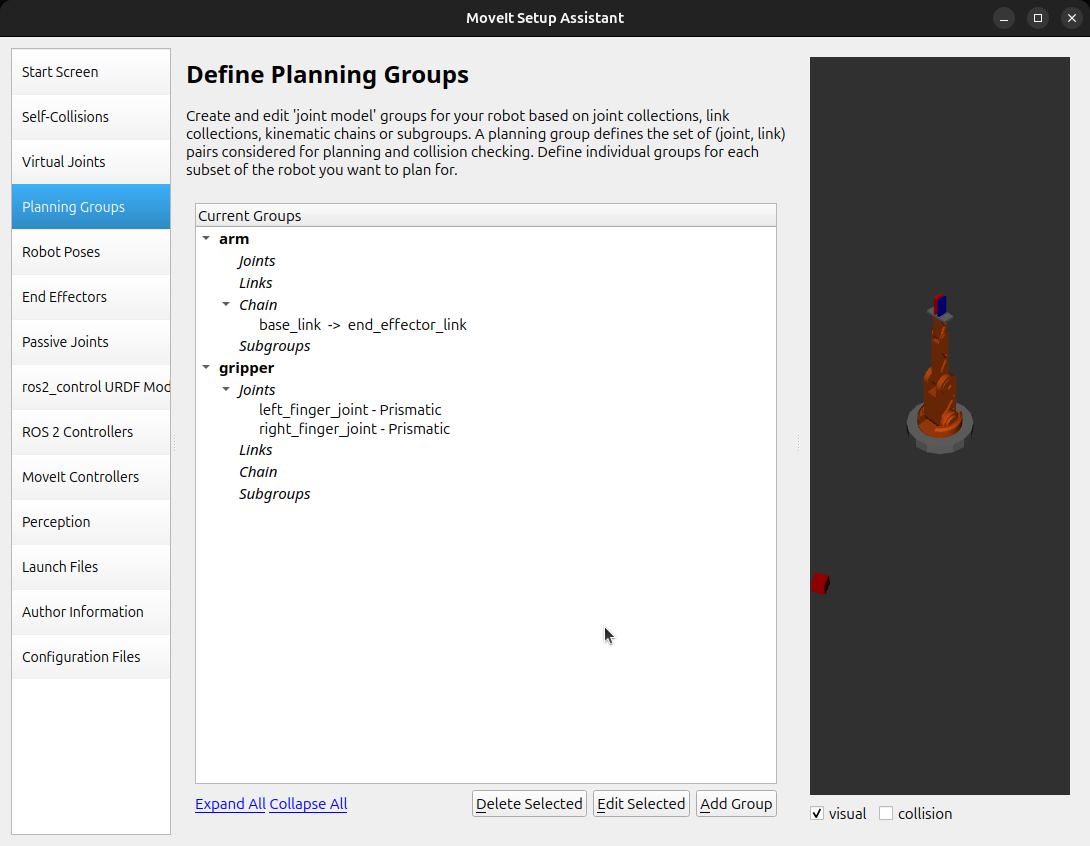 MoveIt Setup Assistant
Start Screen
Self-Collisions
Virtual Joints
Planning Groups
Robot Poses
End Effectors
Passive Joints
ros2_control URDF Mod
ROS 2 Controllers
MoveIt Controllers
Perception
Launch Files
Author Information
Configuration Files
Define Planning Groups
Create and edit 'joint model' groups for your robot based on joint collections, link
collections, kinematic chains or subgroups. A planning group defines the set of (joint, link)
pairs considered for planning and collision checking. Define individual groups for each
subset of the robot you want to plan for.
Current Groups
arm
Joints
Links
Chain
base_link -> end_effector_link
Subgroups
gripper
Joints
left_finger_joint - Prismatic
right_finger_joint - Prismatic
Links
Chain
Subgroups
Expand All Collapse All
Delete Selected
Edit Selected
Add Group
visual
collision